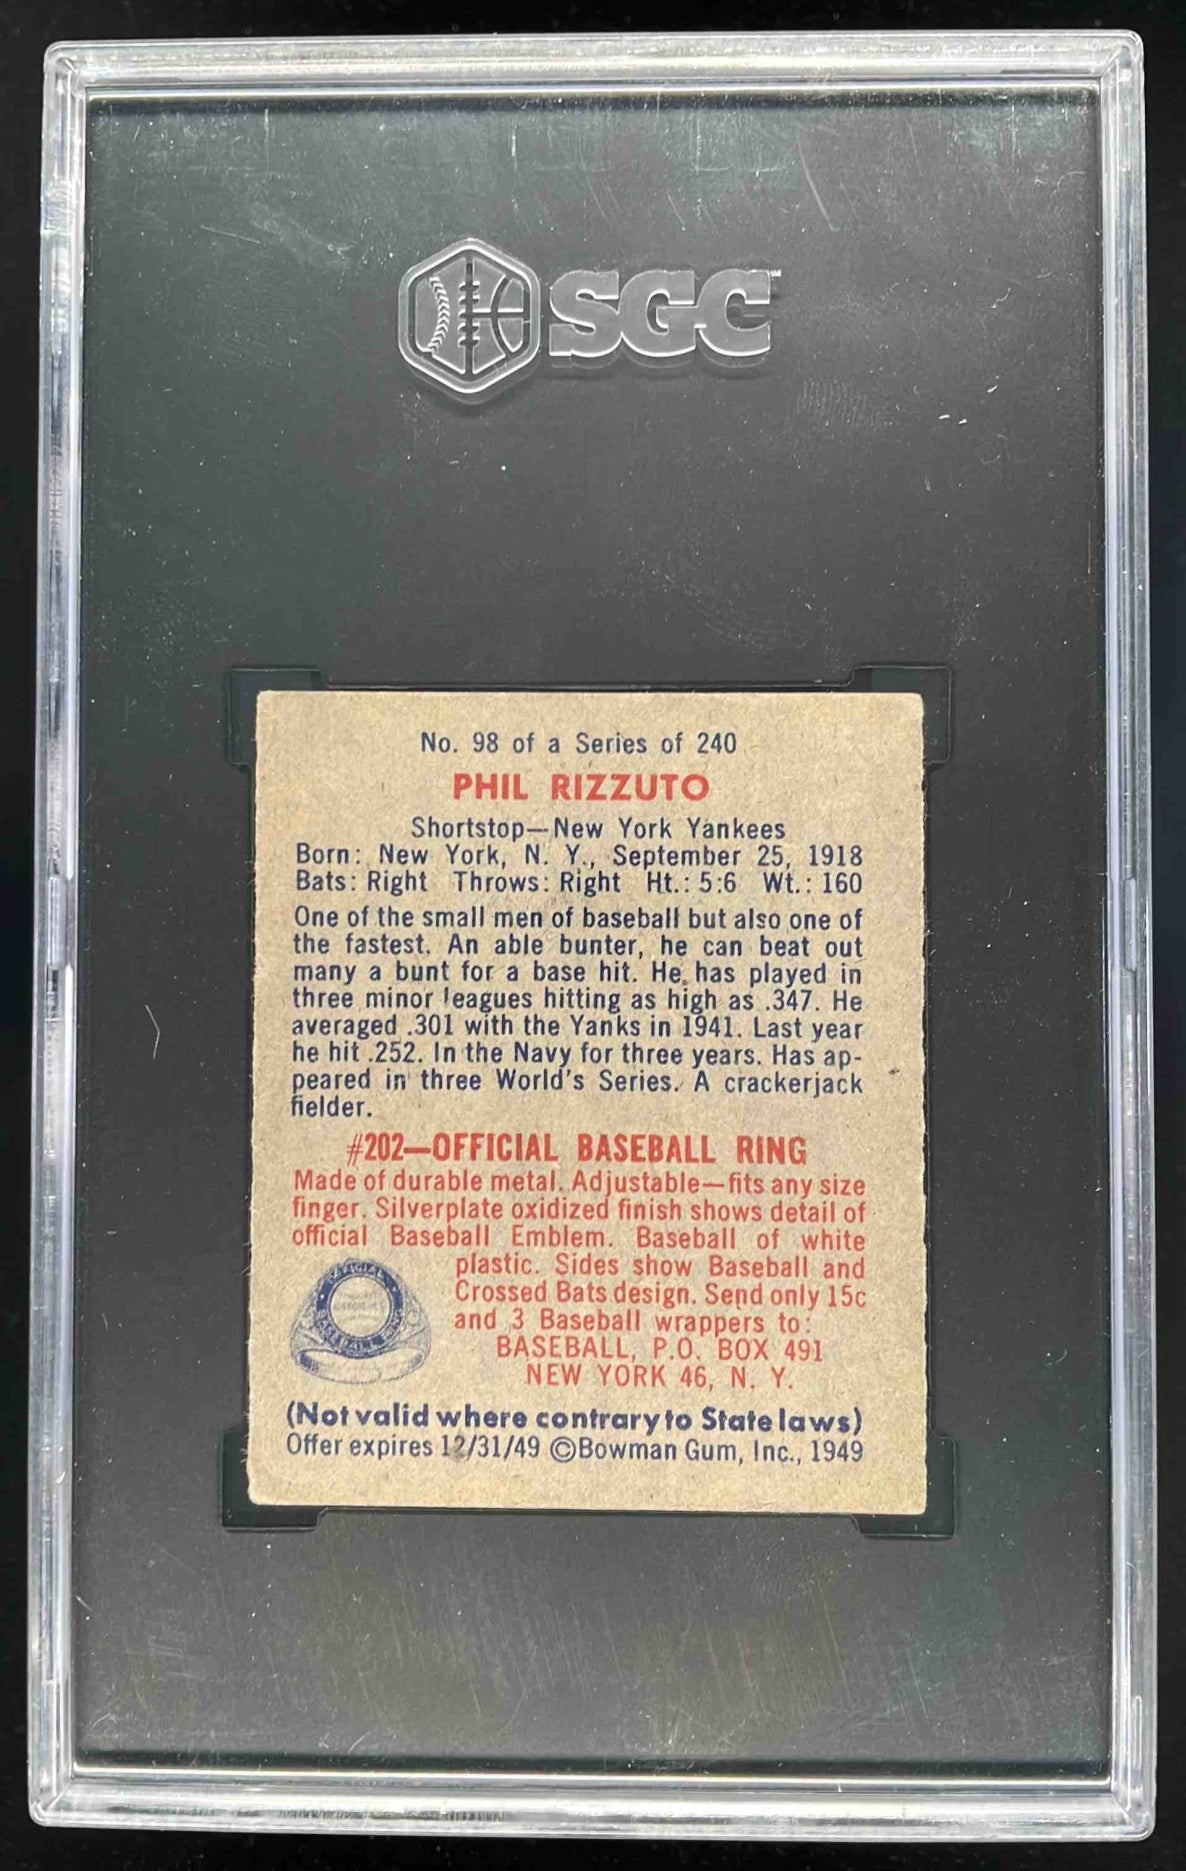 SGC
No. 98 of a Series of 240
PHIL RIZZUTO
Shortstop—New York Yankees
Born: New York, N. Y., September 25, 1918
Bats: Right Throws: Right Ht.: 5:6 Wt.: 160
One of the small men of baseball but also one of
the fastest. An able bunter, he can beat out
many a bunt for a base hit. He has played in
three minor leagues hitting as high as .347. He
averaged .301 with the Yanks in 1941. Last year
he hit .252. In the Navy for three years. Has ap-
peared in three World's Series. A crackerjack
fielder.
#202—OFFICIAL BASEBALL RING
Made of durable metal. Adjustable—fits any size
finger. Silverplate oxidized finish shows detail of
official Baseball Emblem. Baseball of white
plastic. Sides show Baseball and
Crossed Bats design. Send only 15c
and 3 Baseball wrappers to:
BASEBALL, P.O. BOX 491
NEW YORK 46, N. Y.
OFFICIAL
BASEBALL RING
(Not valid where contrary to State laws)
Offer expires 12/31/49 ©Bowman Gum, Inc., 1949